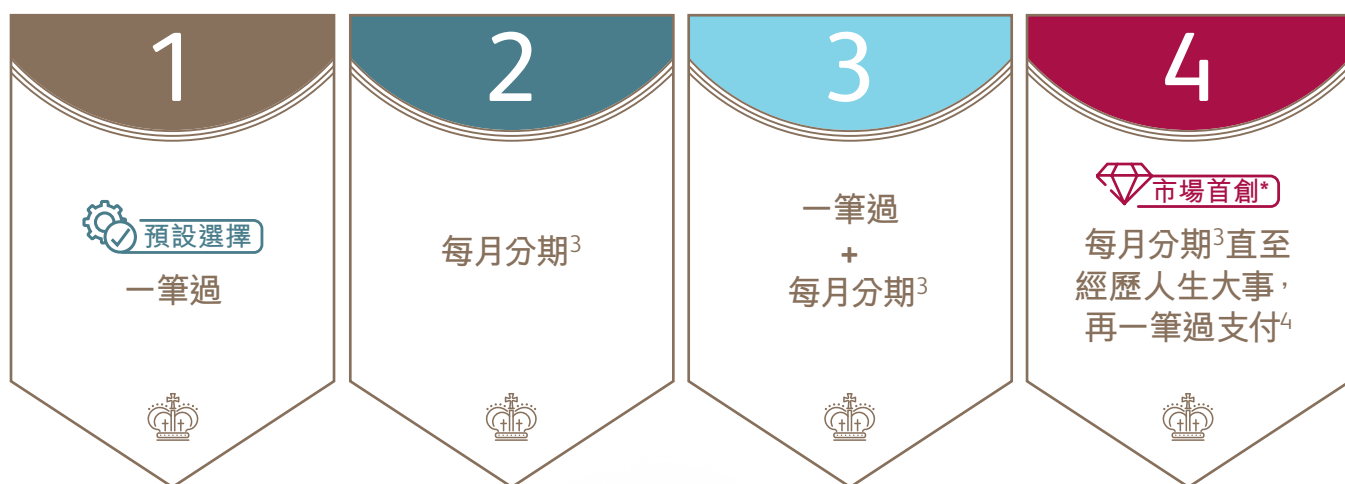 1
預設選擇
一筆過
2
每月分期3
3
一筆過
+
每月分期3
4
市場首創*
每月分期3直至
經歷人生大事，
再一筆過支付4